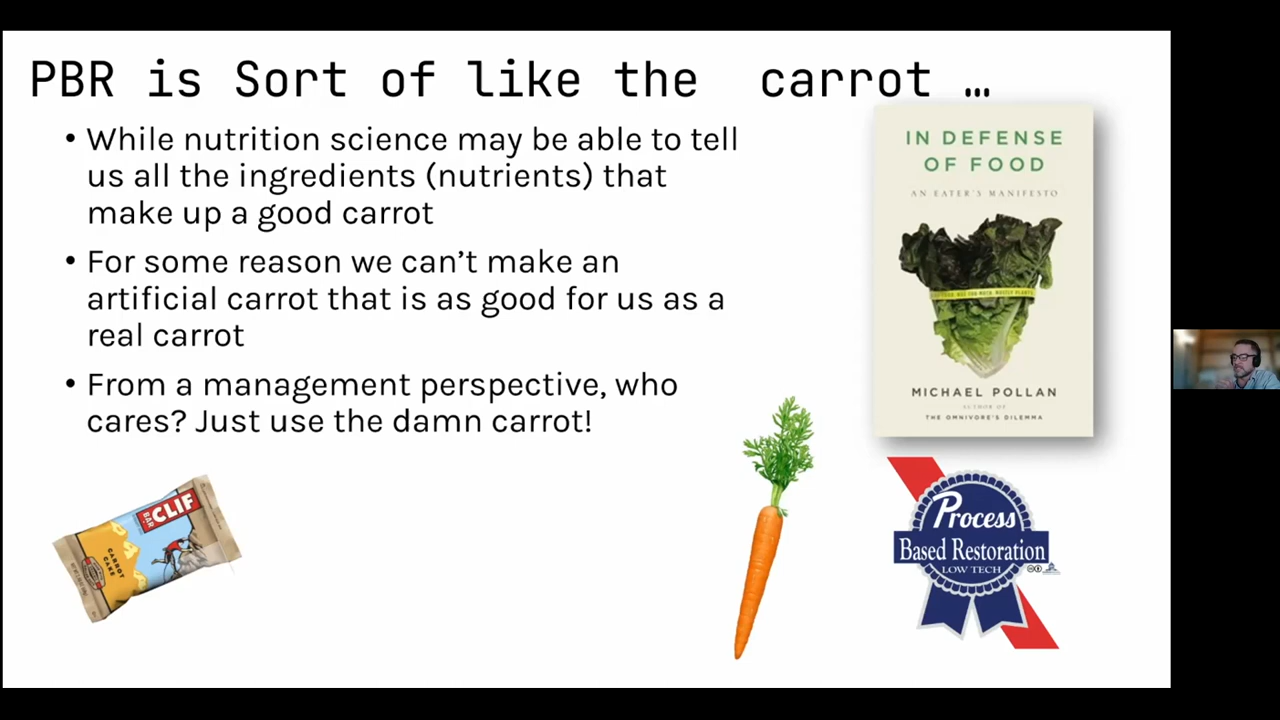 PBR is Sort of like the carrot …
• While nutrition science may be able to tell
us all the ingredients (nutrients) that
make up a good carrot
• For some reason we can’t make an
artificial carrot that is as good for us as a
real carrot
• From a management perspective, who
cares? Just use the damn carrot!
IN DEFENSE
OF FOOD
AN EATER'S MANIFESTO
MICHAEL POLLAN
AUTHOR OF
THE OMNIVORE'S DILEMMA
CLIF
BAR
CARROT
CAKE
Process
Based Restoration
LOW TECH